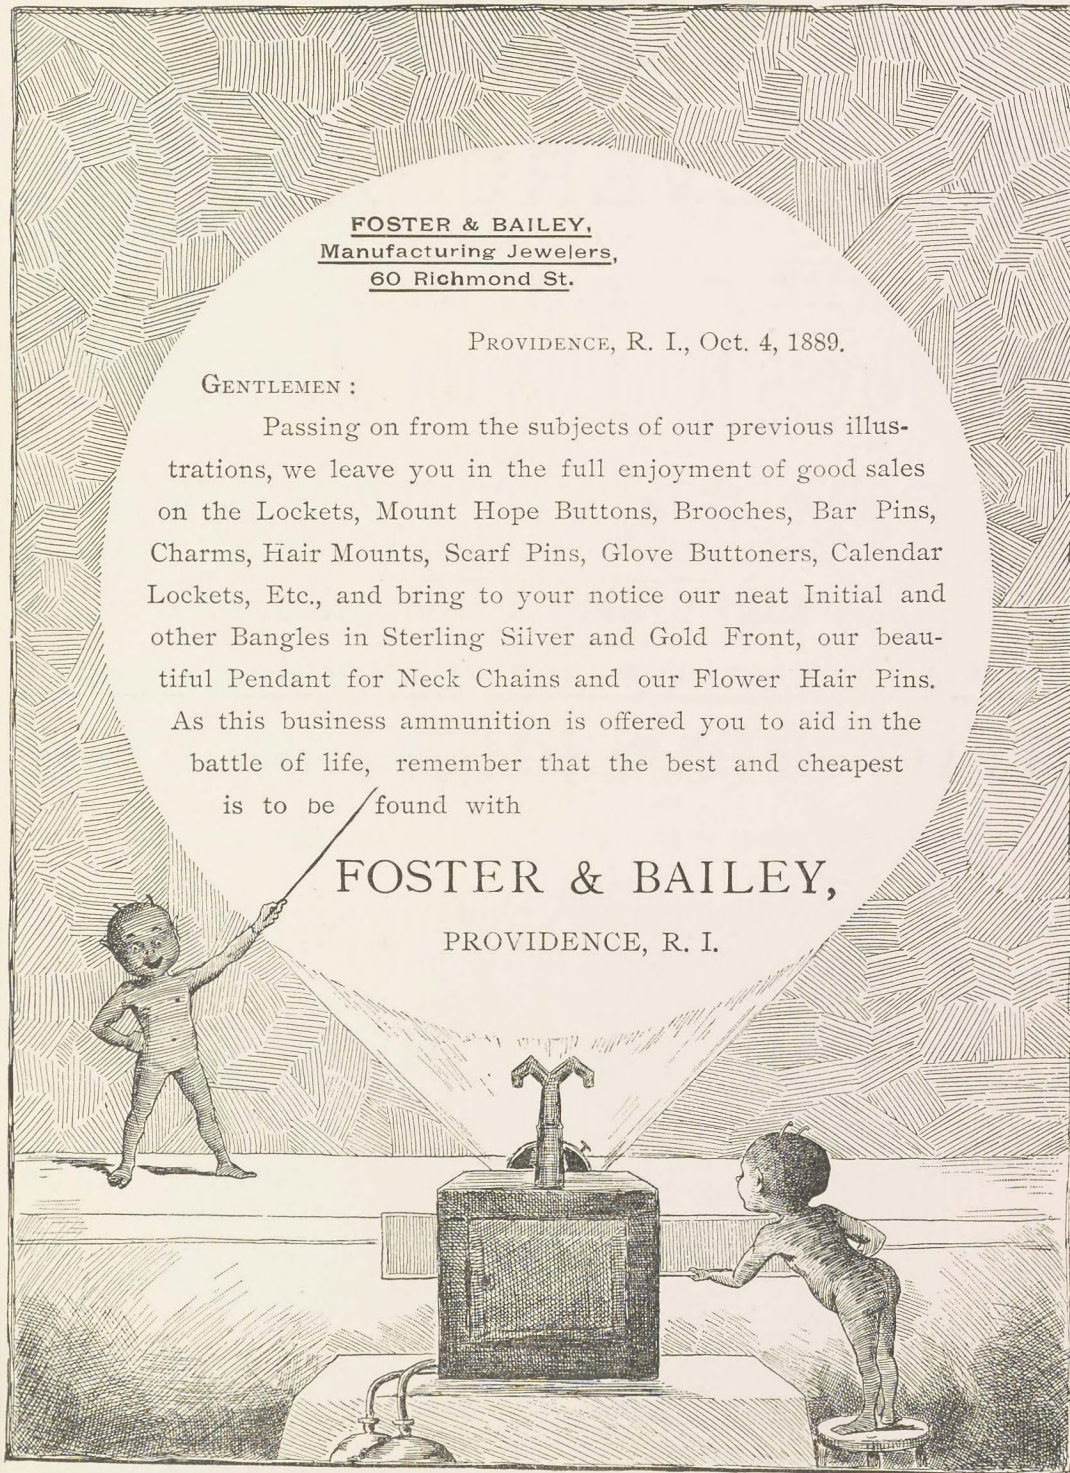 FOSTER & BAILEY,
Manufacturing Jewelers,
60 Richmond St.
PROVIDENCE, R. I., Oct. 4, 1889.
GENTLEMEN :
Passing on from the subjects of our previous illus-
trations, we leave you in the full enjoyment of good sales
on the Lockets, Mount Hope Buttons, Brooches, Bar Pins,
Charms, Hair Mounts, Scarf Pins, Glove Buttoners, Calendar
Lockets, Etc., and bring to your notice our neat Initial and
other Bangles in Sterling Silver and Gold Front, our beau-
tiful Pendant for Neck Chains and our Flower Hair Pins.
As this business ammunition is offered you to aid in the
battle of life, remember that the best and cheapest
is to be found with
FOSTER & BAILEY,
PROVIDENCE, R. I.